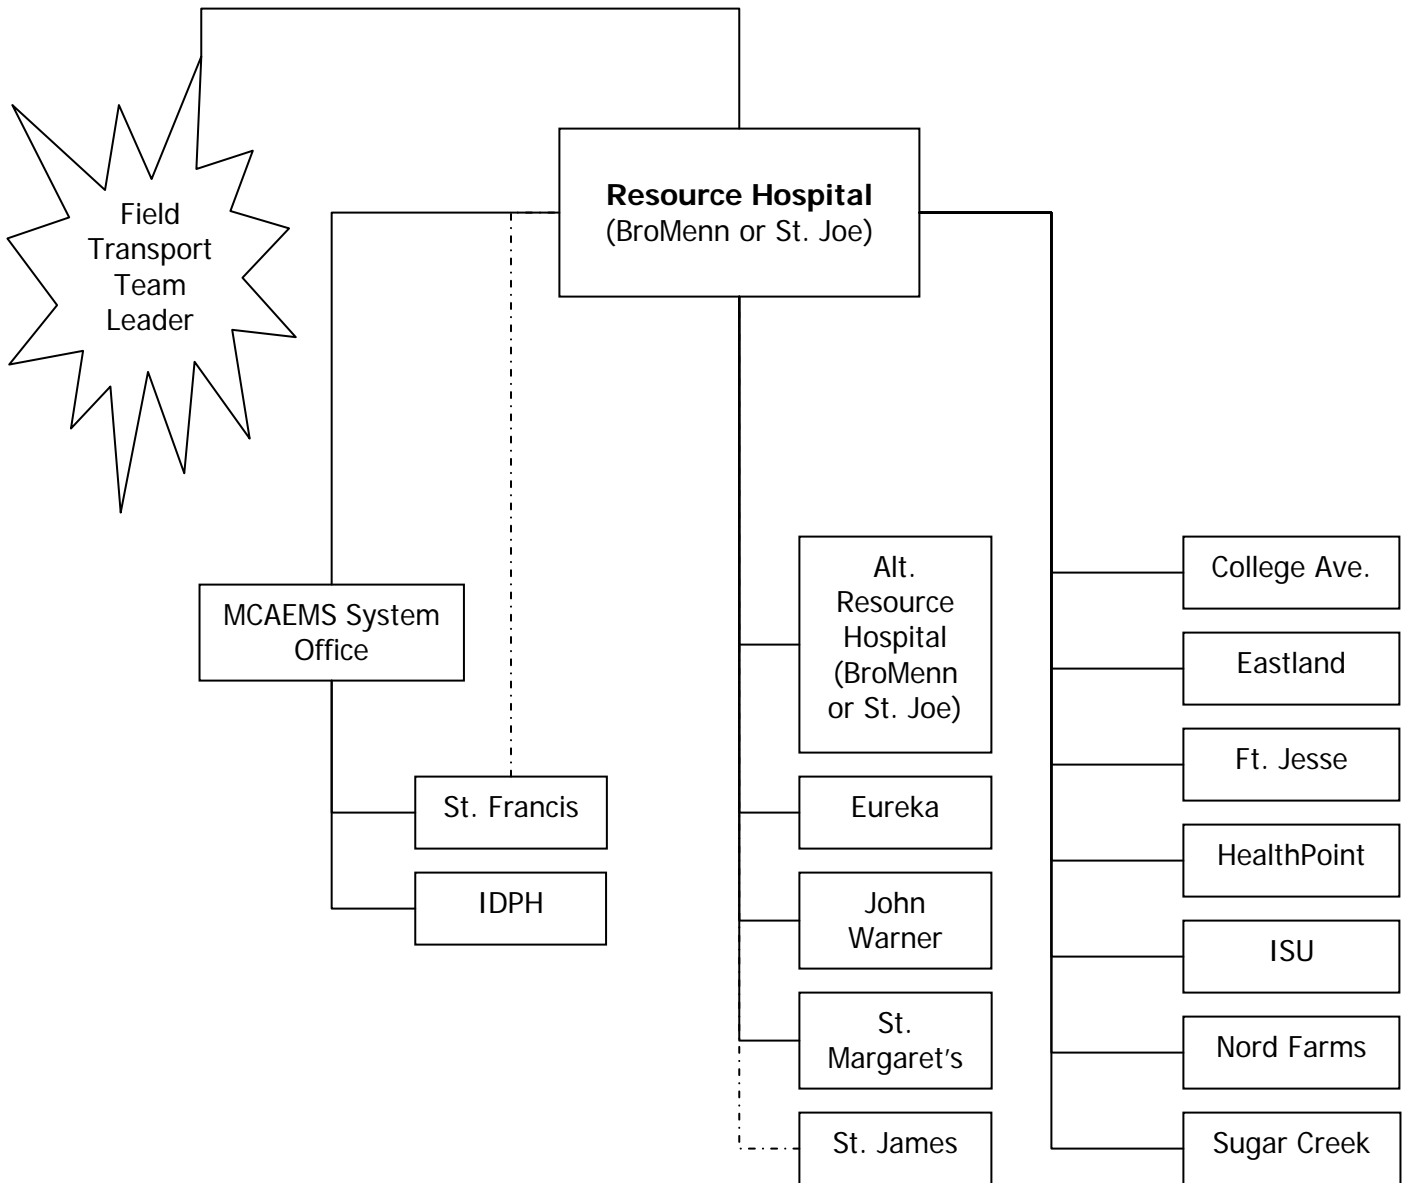 Resource Hospital
(BroMenn or St. Joe)
Field
Transport
Team
Leader
MCAEMS System
Office
St. Francis
IDPH
Alt.
Resource
Hospital
(BroMenn
or St. Joe)
Eureka
John
Warner
St.
Margaret's
St. James
College Ave.
Eastland
Ft. Jesse
HealthPoint
ISU
Nord Farms
Sugar Creek